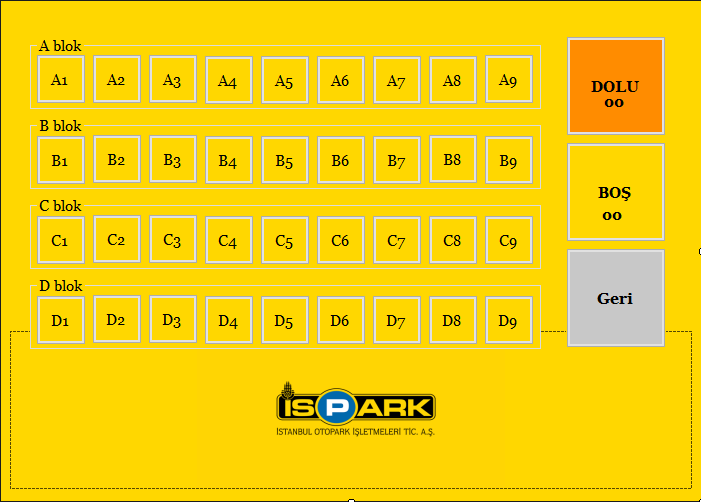 A blok
A1 A2 A3 A4 A5 A6 A7 A8 A9
B blok
B1 B2 B3 B4 B5 B6 B7 B8 B9
C blok
C1 C2 C3 C4 C5 C6 C7 C8 C9
D blok
D1 D2 D3 D4 D5 D6 D7 D8 D9
DOLU
00
BOŞ
00
Geri
İSPARK
İSTANBUL OTOPARK İŞLETMELERİ TİC. A.Ş.